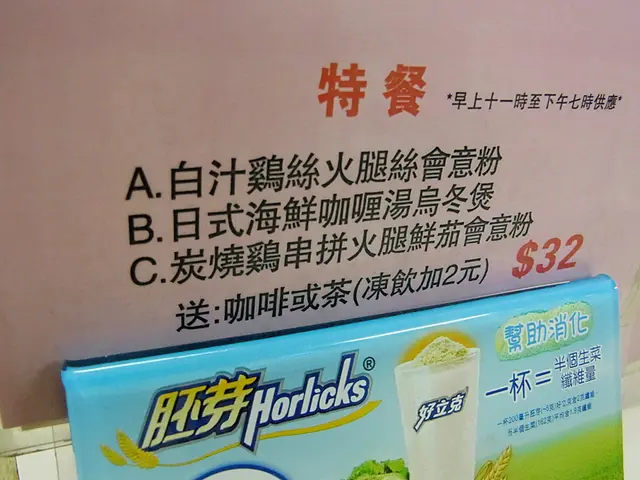 特餐 *早上十一時至下午七時供應*
A.白汁鷄絲火腿絲會意粉
B.日式海鮮咖喱湯烏冬煲
C.炭燒鷄串拼火腿鮮茄會意粉
送:咖啡或茶(凍飲加2元) $32
幫助消化
胚芽Horlicks®
好立克
一杯=半個生菜
纖維量